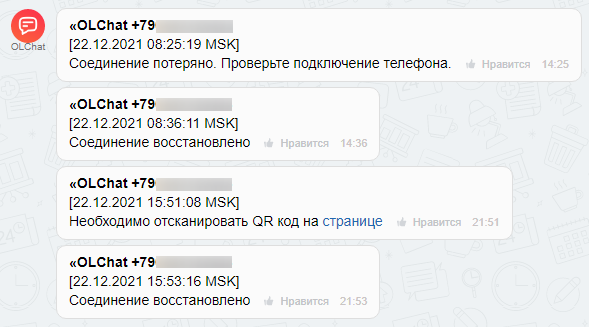 OLChat
«OLChat +79
[22.12.2021 08:25:19 MSK]
Соединение потеряно. Проверьте подключение телефона. Нравится 14:25
«OLChat +79
[22.12.2021 08:36:11 MSK]
Соединение восстановлено Нравится 14:36
«OLChat +79
[22.12.2021 15:51:08 MSK]
Необходимо отсканировать QR код на странице Нравится 21:51
«OLChat +79
[22.12.2021 15:53:16 MSK]
Соединение восстановлено Нравится 21:53